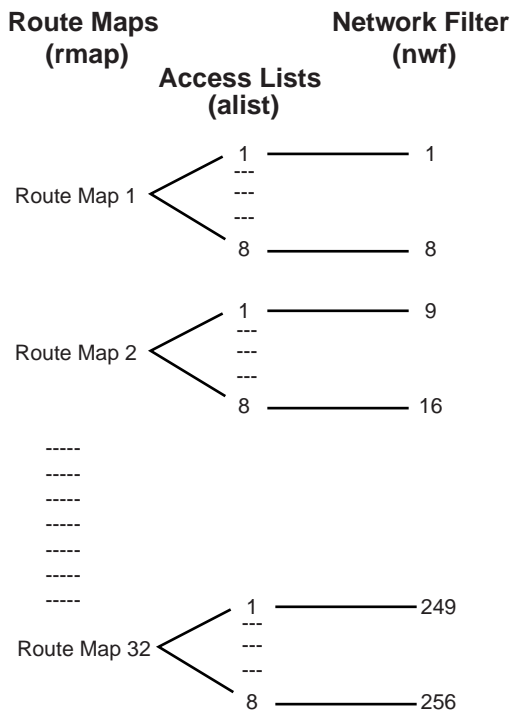 Route Maps
(rmap)
Network Filter
(nwf)
Access Lists
(alist)
1 1
---
Route Map 1 ---
---
8 8
1 9
---
Route Map 2 ---
---
8 16
-----
-----
-----
-----
-----
-----
-----
1 249
---
Route Map 32 ---
---
8 256